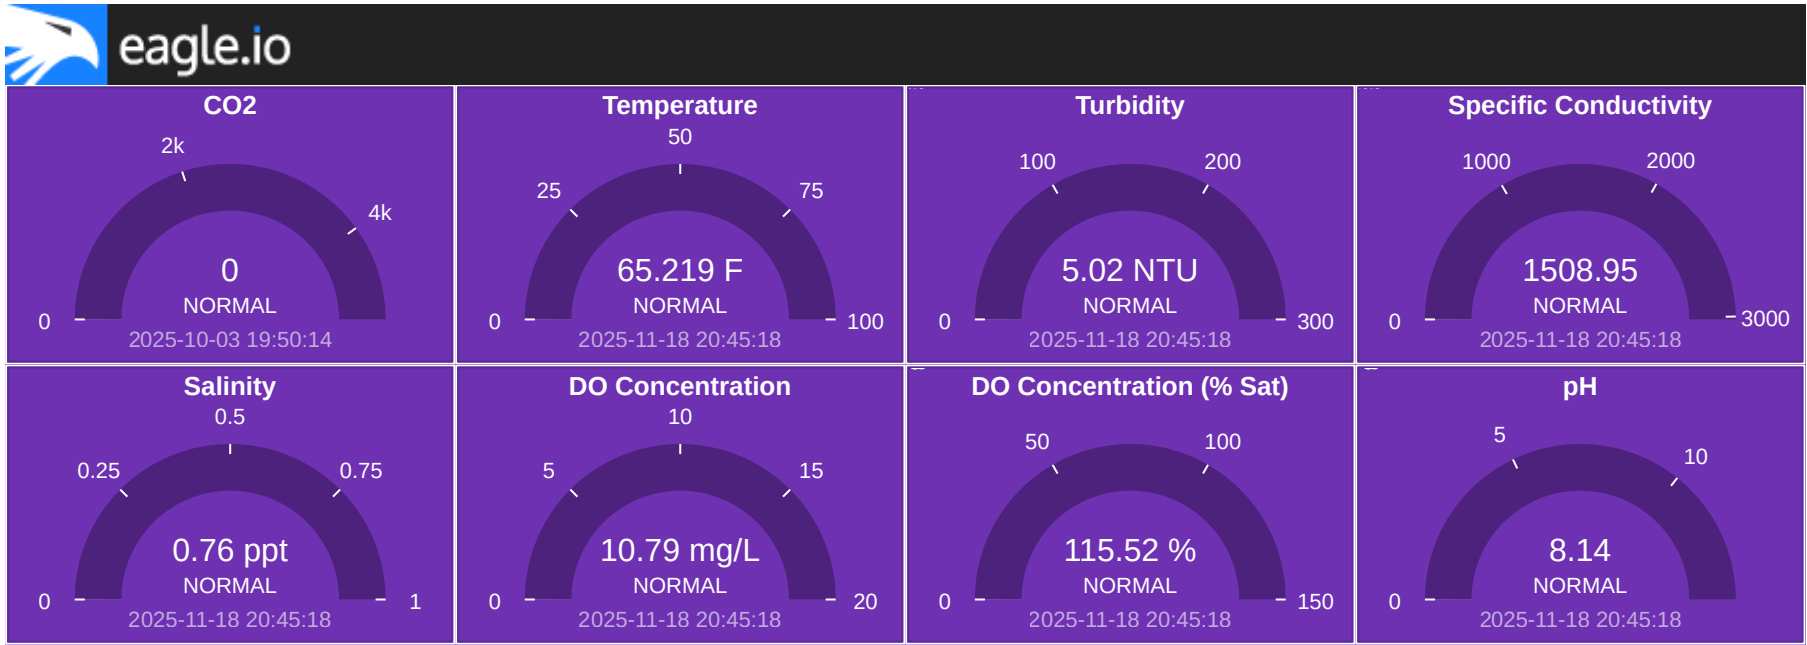 eagle.io
CO2
2k
4k
0
0
NORMAL
2025-10-03 19:50:14
Temperature
50
25
75
65.219 F
NORMAL
0
100
2025-11-18 20:45:18
Turbidity
100
200
5.02 NTU
NORMAL
0
300
2025-11-18 20:45:18
Specific Conductivity
1000
2000
1508.95
NORMAL
0
3000
2025-11-18 20:45:18
Salinity
0.5
0.25
0.75
0.76 ppt
NORMAL
0
1
2025-11-18 20:45:18
DO Concentration
10
5
15
10.79 mg/L
NORMAL
0
20
2025-11-18 20:45:18
DO Concentration (% Sat)
50
100
115.52 %
NORMAL
0
150
2025-11-18 20:45:18
pH
5
10
8.14
NORMAL
0
2025-11-18 20:45:18